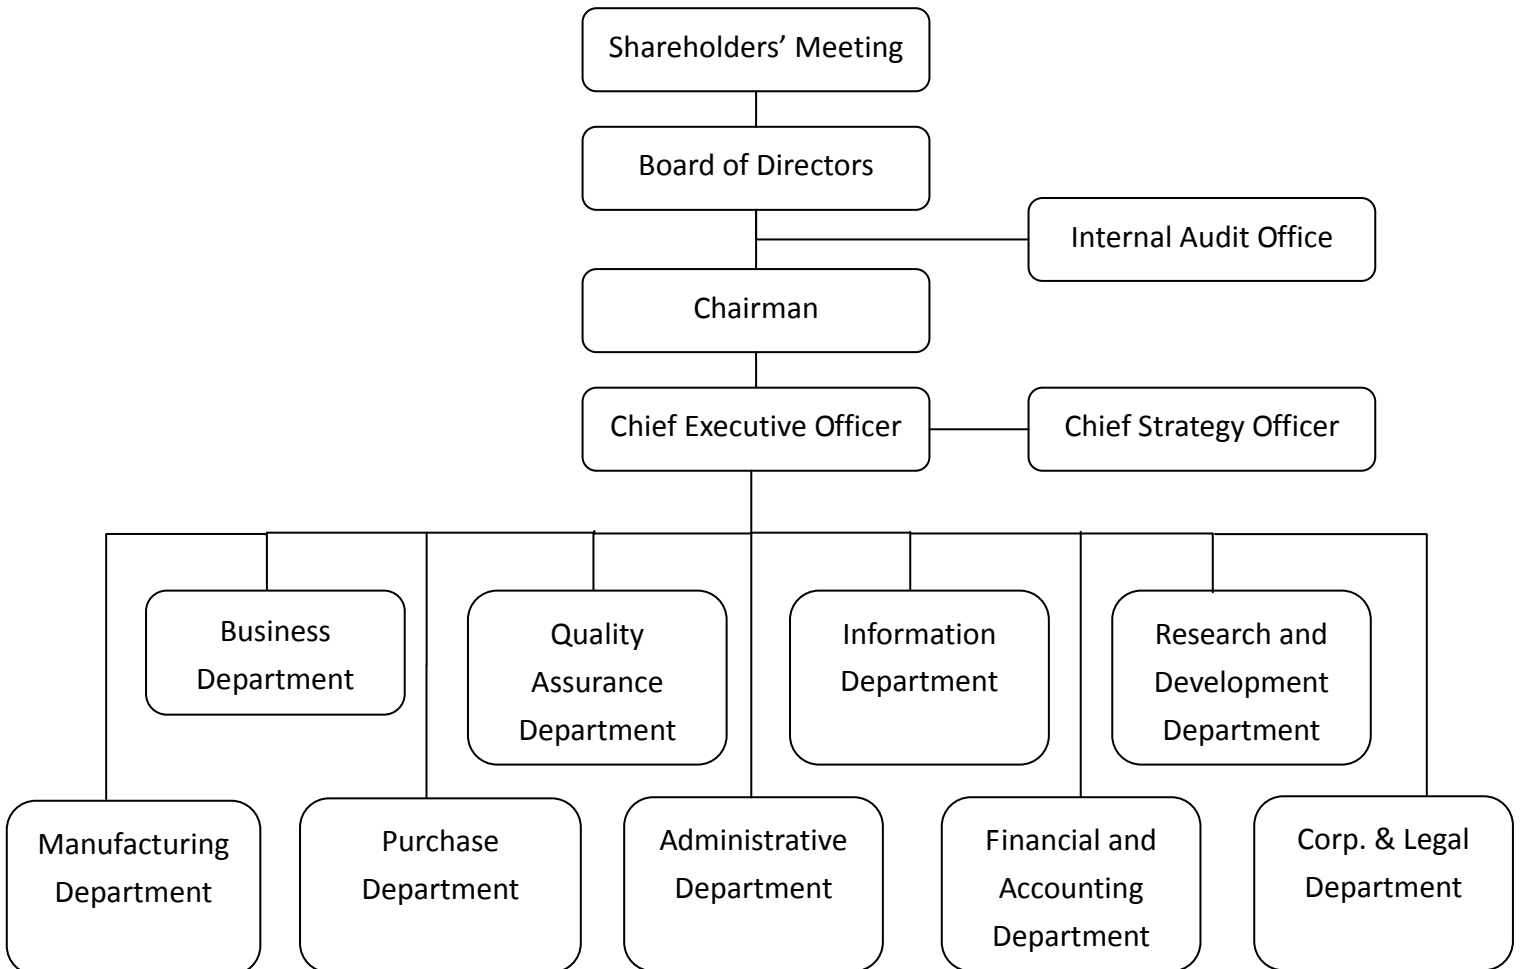 Shareholders’ Meeting
Board of Directors
Internal Audit Office
Chairman
Chief Executive Officer
Chief Strategy Officer
Business
Department
Quality
Assurance
Department
Information
Department
Research and
Development
Department
Manufacturing
Department
Purchase
Department
Administrative
Department
Financial and
Accounting
Department
Corp. & Legal
Department